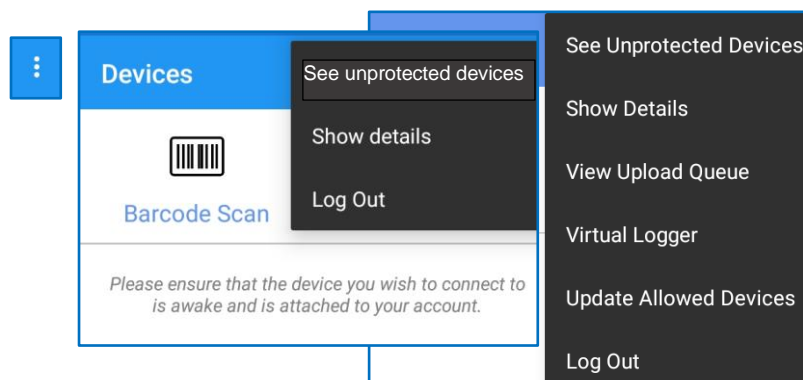 Devices
See unprotected devices
Show details
Log Out
Barcode Scan
Please ensure that the device you wish to connect to
is awake and is attached to your account.
See Unprotected Devices
Show Details
View Upload Queue
Virtual Logger
Update Allowed Devices
Log Out